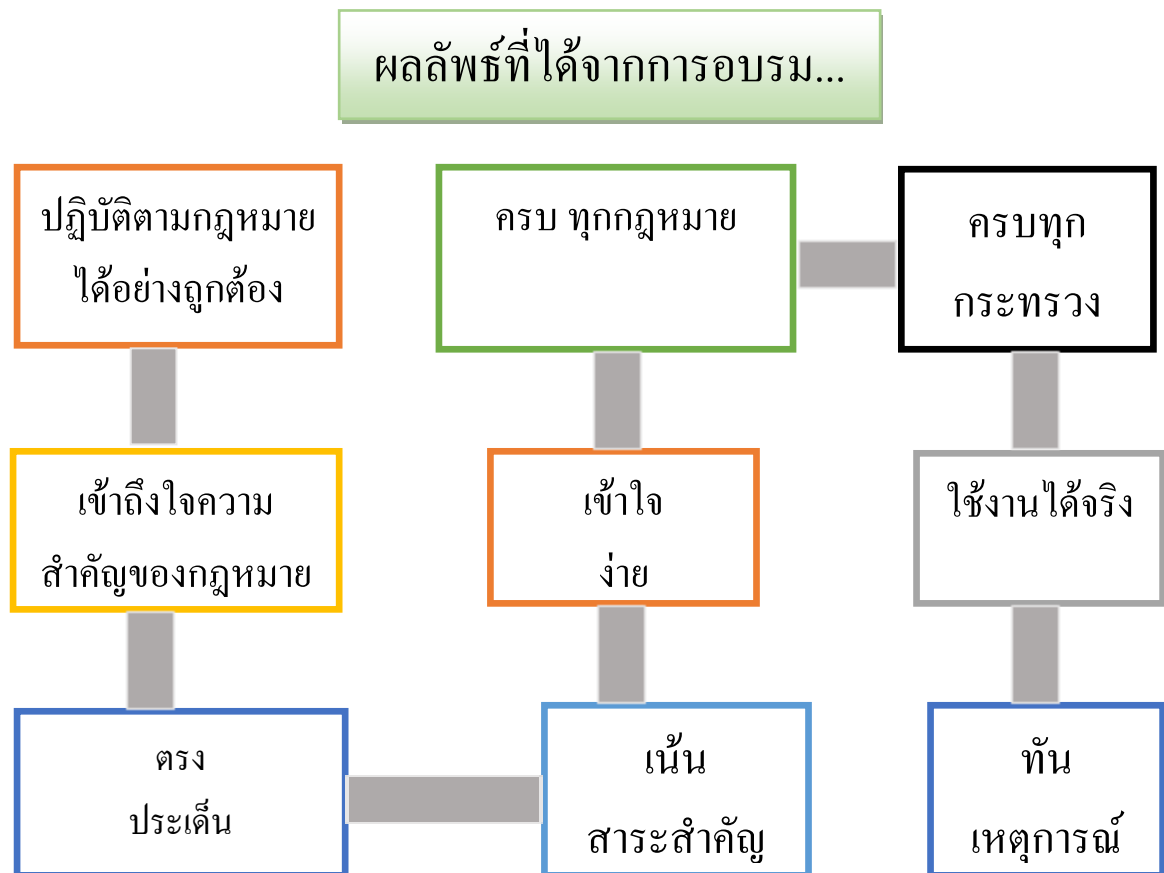 ผลลัพธ์ที่ได้จากการอบรม...
ปฏิบัติตามกฎหมาย
ได้อย่างถูกต้อง
ครบ ทุกกฎหมาย
ครบทุก
กระทรวง
เข้าถึงใจความ
สำคัญของกฎหมาย
เข้าใจ
ง่าย
ใช้งานได้จริง
ตรง
ประเด็น
เน้น
สาระสำคัญ
ทัน
เหตุการณ์